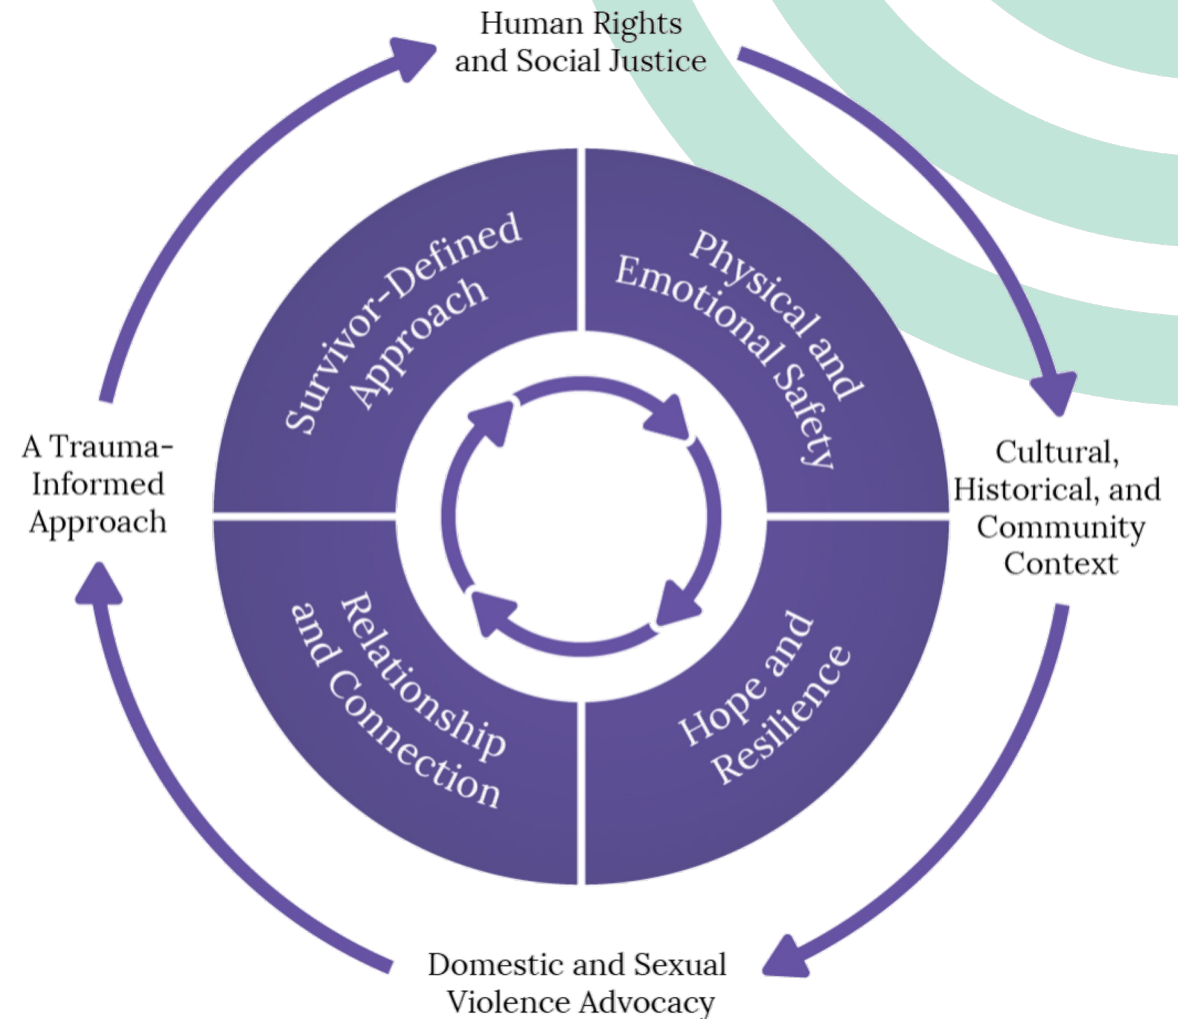 Human Rights
and Social Justice
Survivor-Defined
Approach
Physical and
Emotional Safety
A Trauma-
Informed
Approach
Cultural,
Historical, and
Community
Context
Relationship
and Connection
Hope and
Resilience
Domestic and Sexual
Violence Advocacy